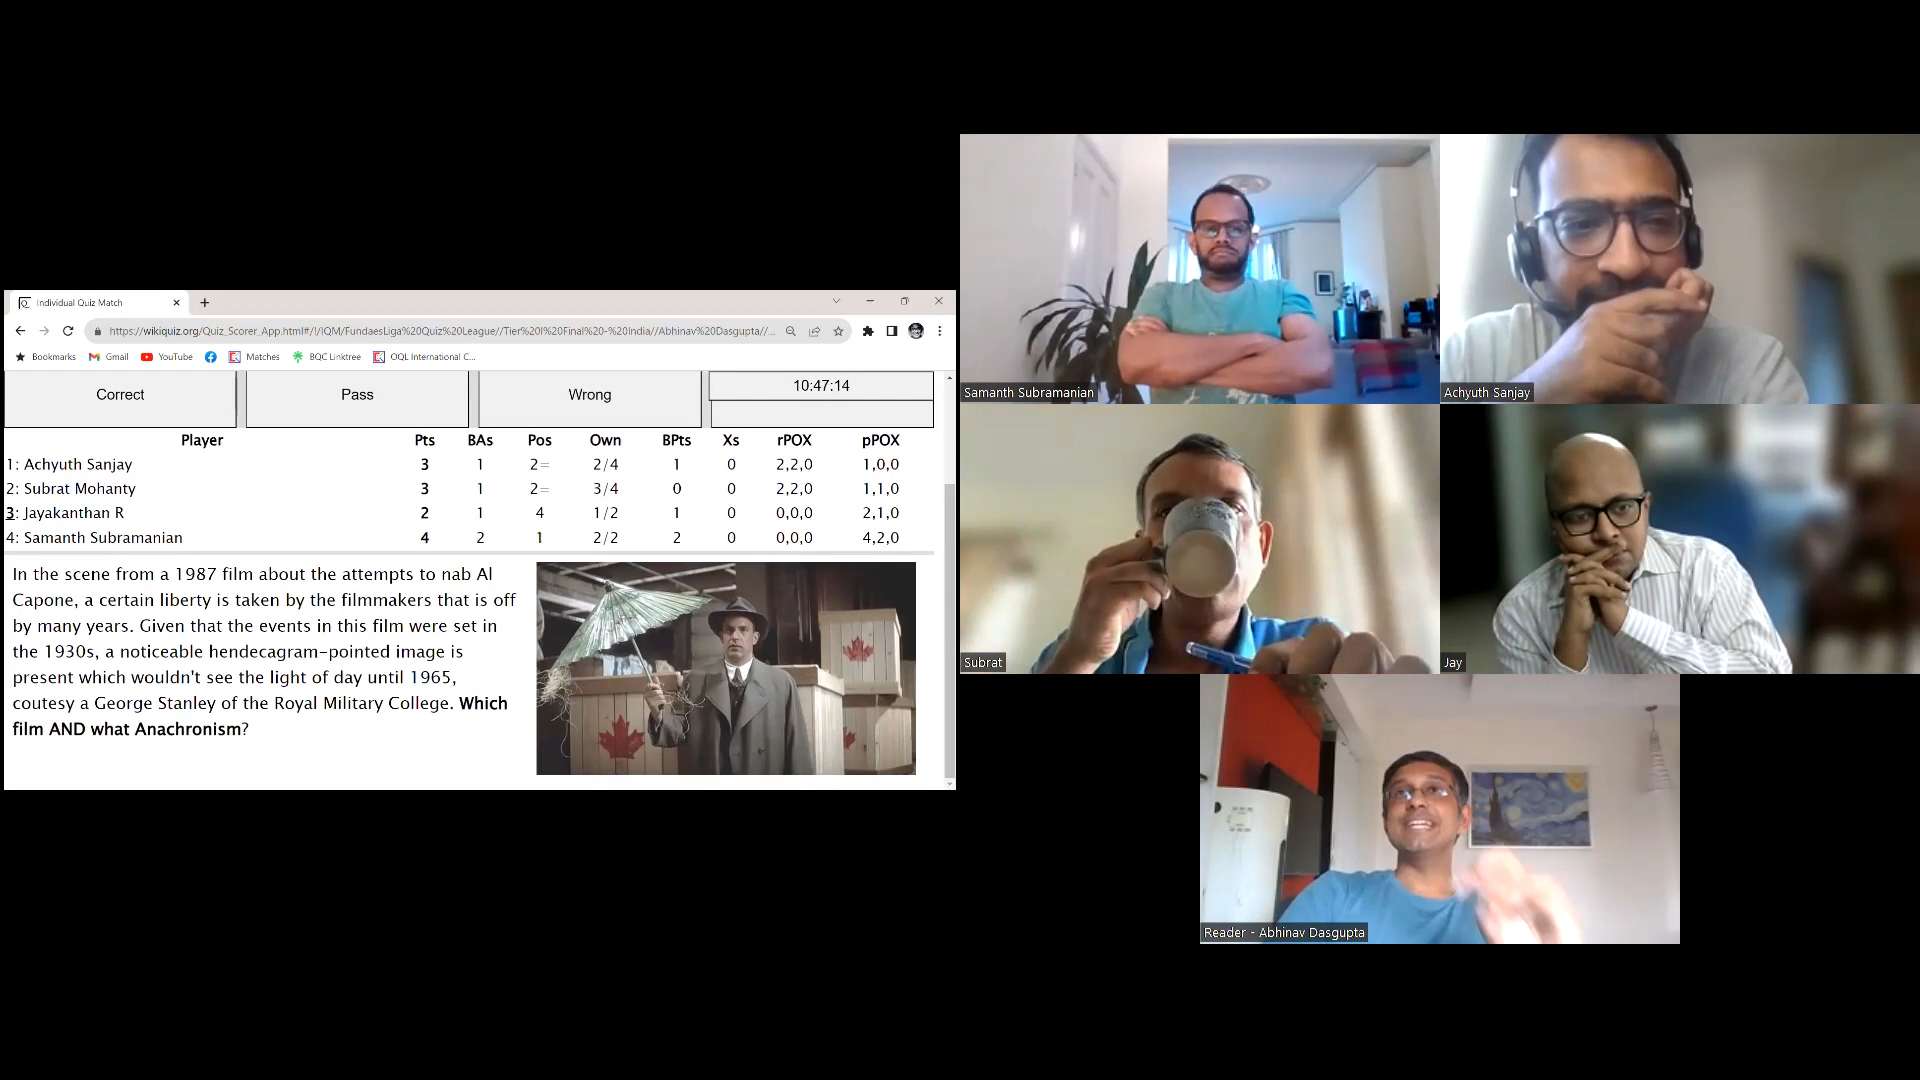 Individual Quiz Match
https://wikiquiz.org/Quiz_Scorer_App.html#/!/IQM/FundaesLiga%20Quiz%20League//Tier%20I%20Final%20-%20India//Abhinav%20Dasgupta//...
Bookmarks Gmail YouTube Matches BQC Linktree OQL International C...
Correct Pass Wrong 10:47:14
Player Pts BAs Pos Own BPts Xs rPOX pPOX
1: Achyuth Sanjay 3 1 2= 2/4 1 0 2,2,0 1,0,0
2: Subrat Mohanty 3 1 2= 3/4 0 0 2,2,0 1,1,0
3: Jayakanthan R 2 1 4 1/2 1 0 0,0,0 2,1,0
4: Samanth Subramanian 4 2 1 2/2 2 0 0,0,0 4,2,0
In the scene from a 1987 film about the attempts to nab Al
Capone, a certain liberty is taken by the filmmakers that is off
by many years. Given that the events in this film were set in
the 1930s, a noticeable hendecagram-pointed image is
present which wouldn't see the light of day until 1965,
coutesy a George Stanley of the Royal Military College. Which
film AND what Anachronism?
Samanth Subramanian
Achyuth Sanjay
Subrat
Jay
Reader - Abhinav Dasgupta